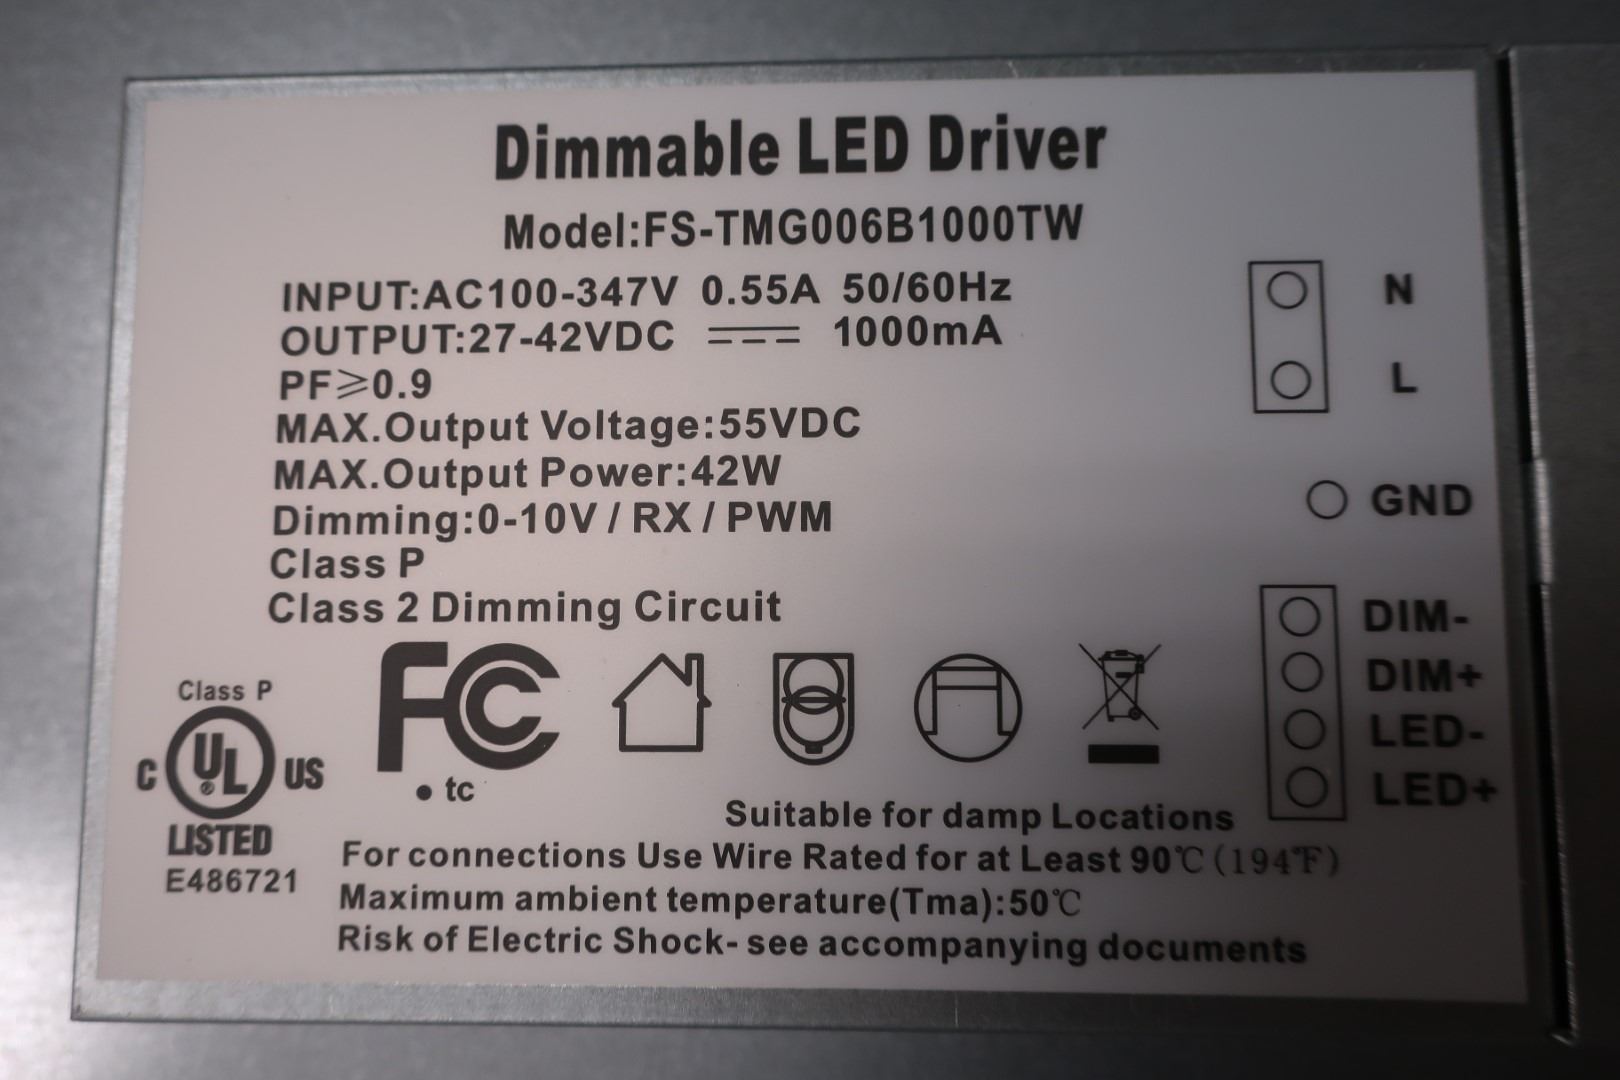 Dimmable LED Driver
Model:FS-TMG006B1000TW
INPUT:AC100-347V 0.55A 50/60Hz
OUTPUT:27-42VDC ⎓ 1000mA
PF≥0.9
MAX.Output Voltage:55VDC
MAX.Output Power:42W
Dimming:0-10V / RX / PWM
Class P
Class 2 Dimming Circuit
N
L
GND
DIM-
DIM+
LED-
LED+
Class P
C UL US
®
LISTED
E486721
FC
• tc
Suitable for damp Locations
For connections Use Wire Rated for at Least 90℃ (194℉)
Maximum ambient temperature(Tma):50℃
Risk of Electric Shock- see accompanying documents